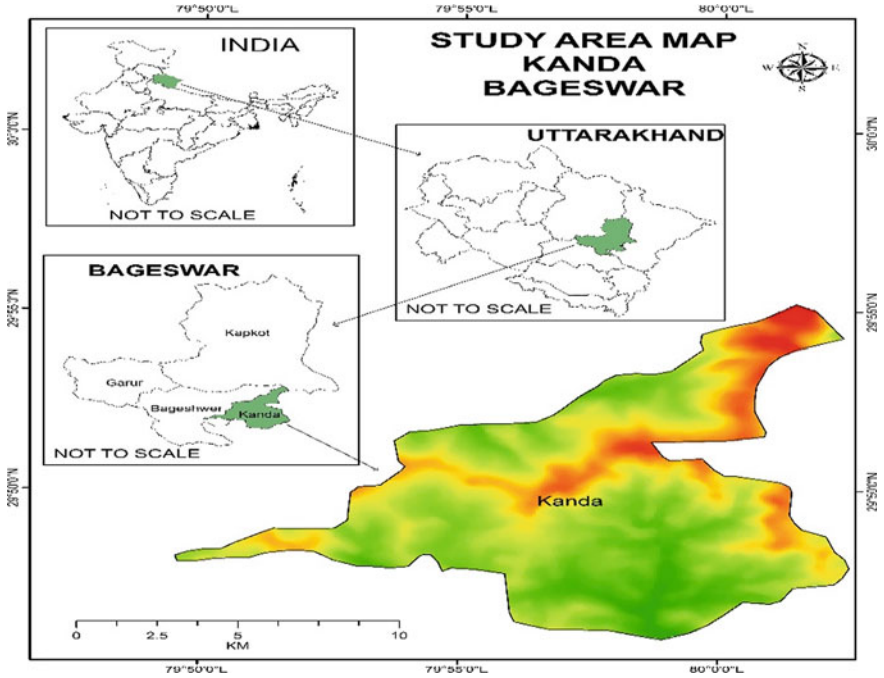 79°50'0"L
79°55'0"L
80°0'0"L
INDIA
NOT TO SCALE
STUDY AREA MAP
KANDA
BAGESWAR
N
W
E
S
UTTARAKHAND
NOT TO SCALE
BAGESWAR
Kapkot
Garur
Bageshwer
Kanda
NOT TO SCALE
Kanda
30°0'0"N
29°55'0"N
29°50'0"N
30°0'0"N
29°55'0"N
29°50'0"N
0
2.5
5
10
KM
79°50'0"L
79°55'0"L
80°0'0"L